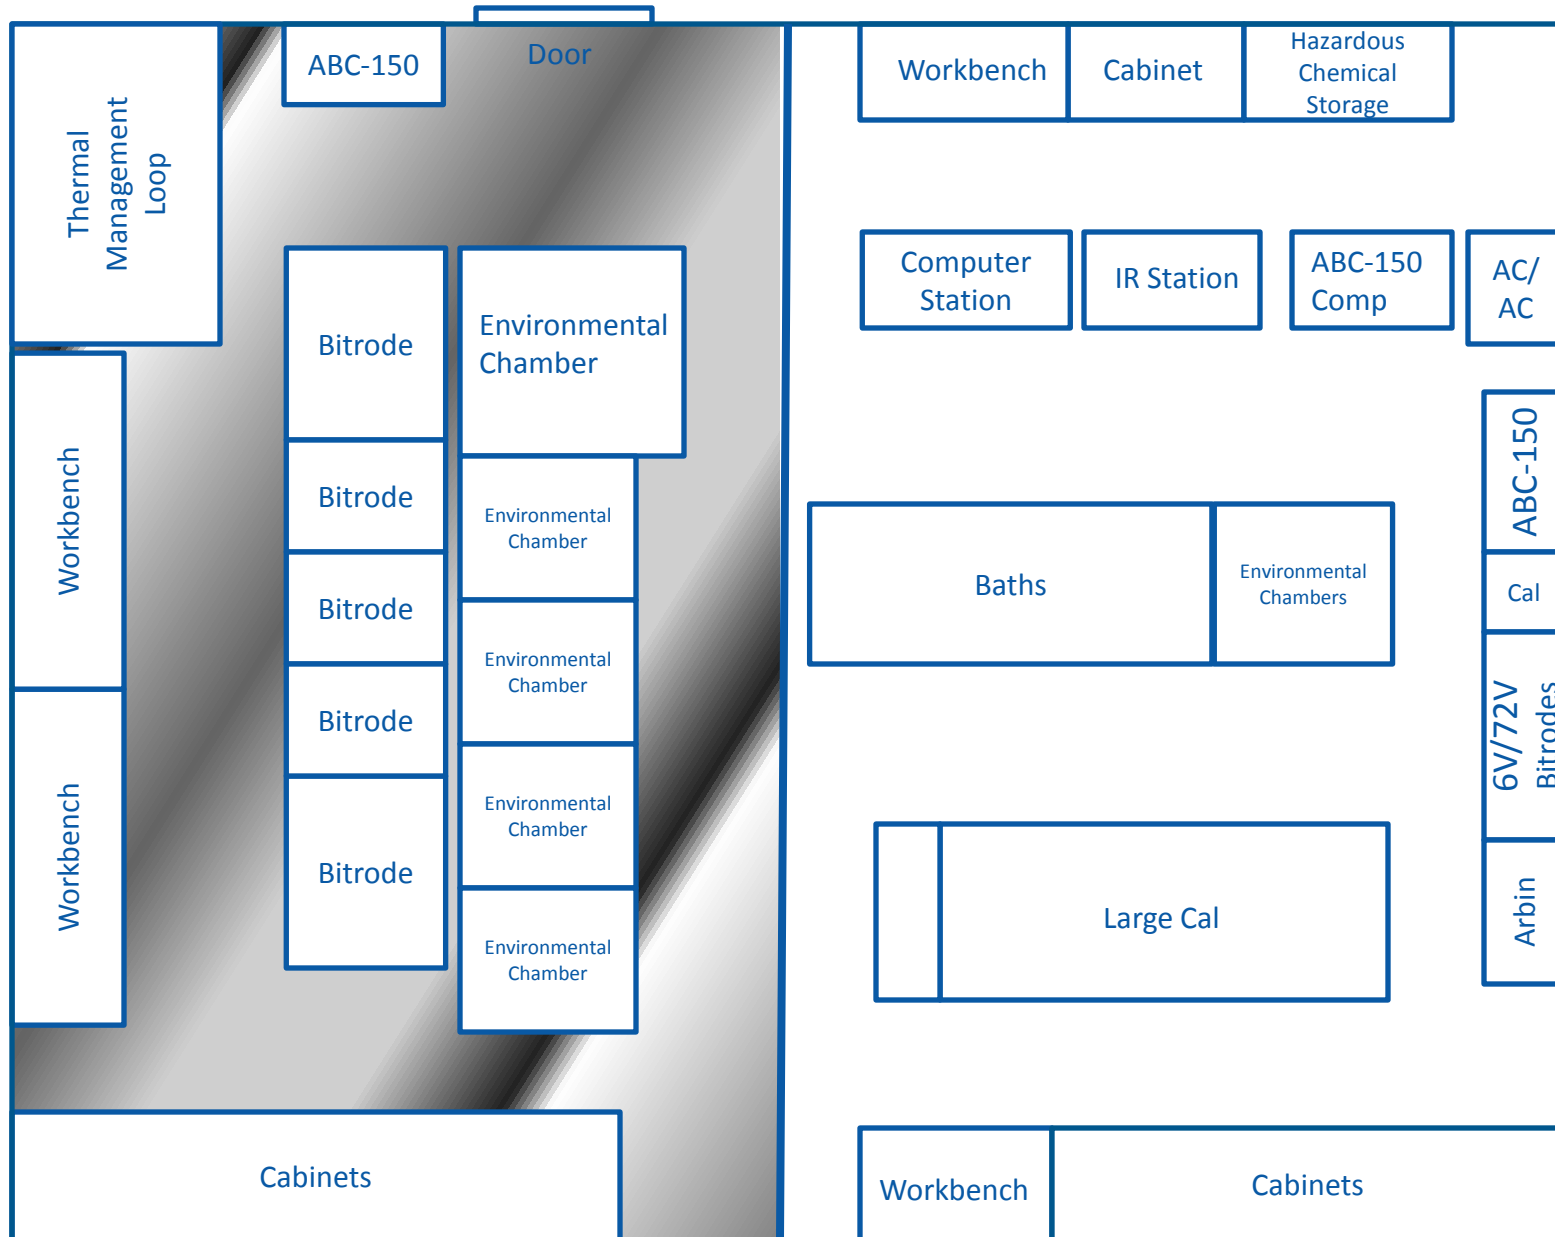 Door
ABC-150
Thermal
Management
Loop
Workbench
Workbench
Bitrode
Bitrode
Bitrode
Bitrode
Bitrode
Environmental
Chamber
Environmental
Chamber
Environmental
Chamber
Environmental
Chamber
Environmental
Chamber
Cabinets
Workbench
Cabinet
Hazardous
Chemical
Storage
Computer
Station
IR Station
ABC-150
Comp
AC/
AC
Baths
Environmental
Chambers
ABC-150
Cal
6V/72V
Bitrodes
Arbin
Large Cal
Workbench
Cabinets